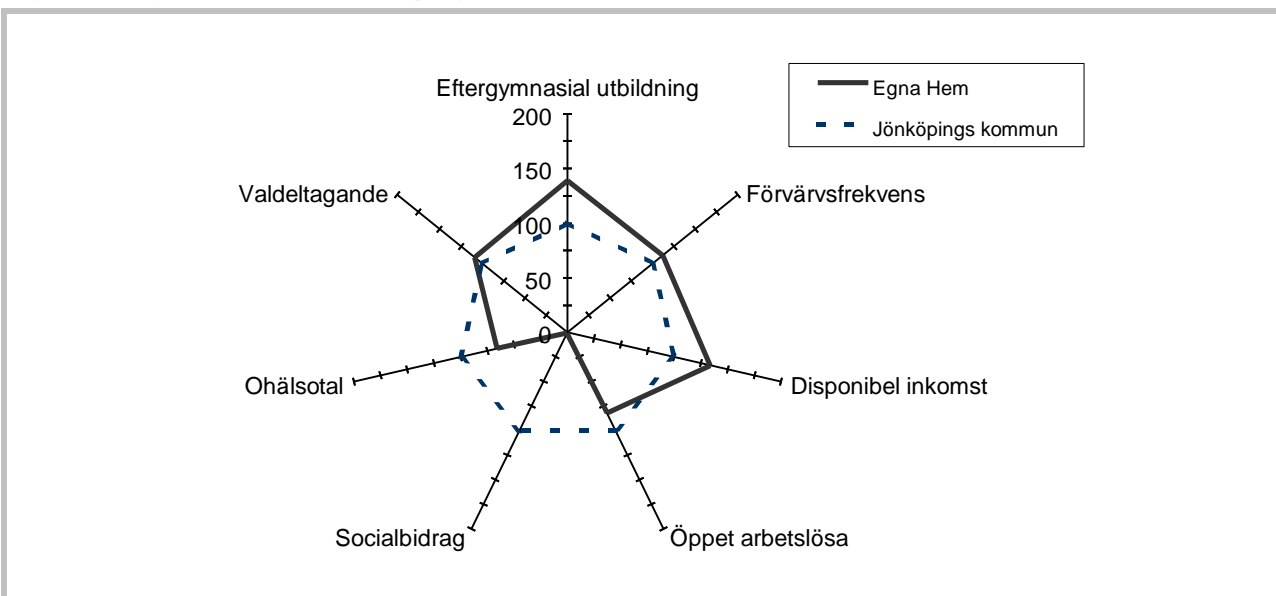 Eftergymnasial utbildning
Egna Hem
Jönköpings kommun
200
150
100
50
0
Valdeltagande
Förvärvsfrekvens
Ohälsotal
Disponibel inkomst
Socialbidrag
Öppet arbetslösa